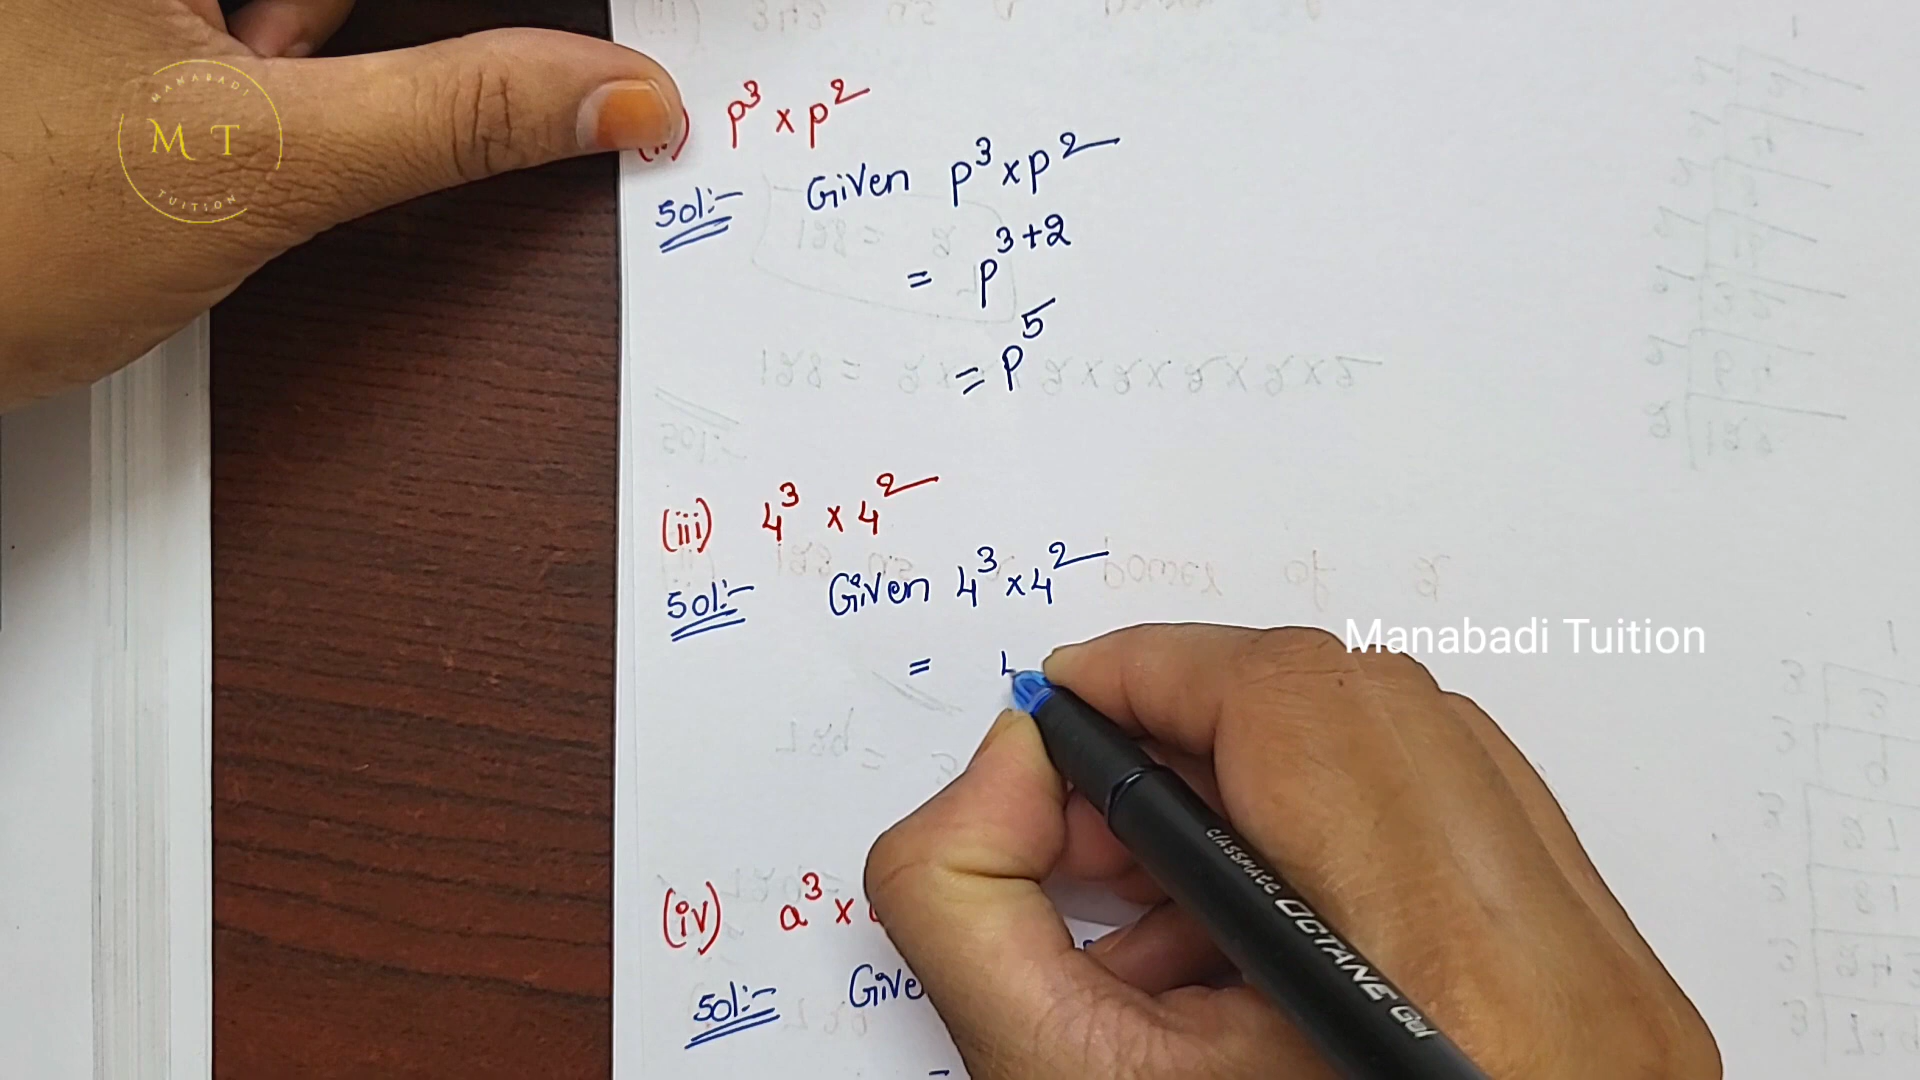 MANABADI
M T
TUITION
) p³ × p²
Sol:- Given p³ × p²
= p³⁺²
= p⁵
(iii) 4³ × 4²
Sol:- Given 4³ × 4²
Manabadi Tuition
= 4
(iv) a³ ×
Sol:- Give
=
classmate OCTANE Gel